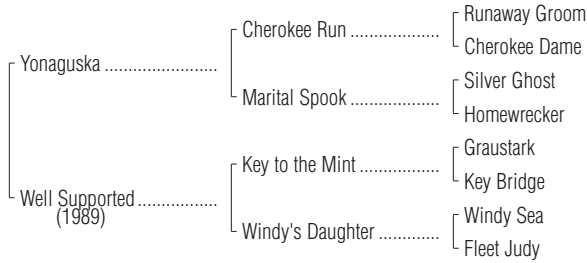 Runaway Groom
Cherokee Run ..................
Cherokee Dame
Yonaguska .......................
Silver Ghost
Marital Spook ..................
Homewrecker
Graustark
Key to the Mint ................
Key Bridge
Well Supported ................
(1989)
Windy Sea
Windy's Daughter .............
Fleet Judy